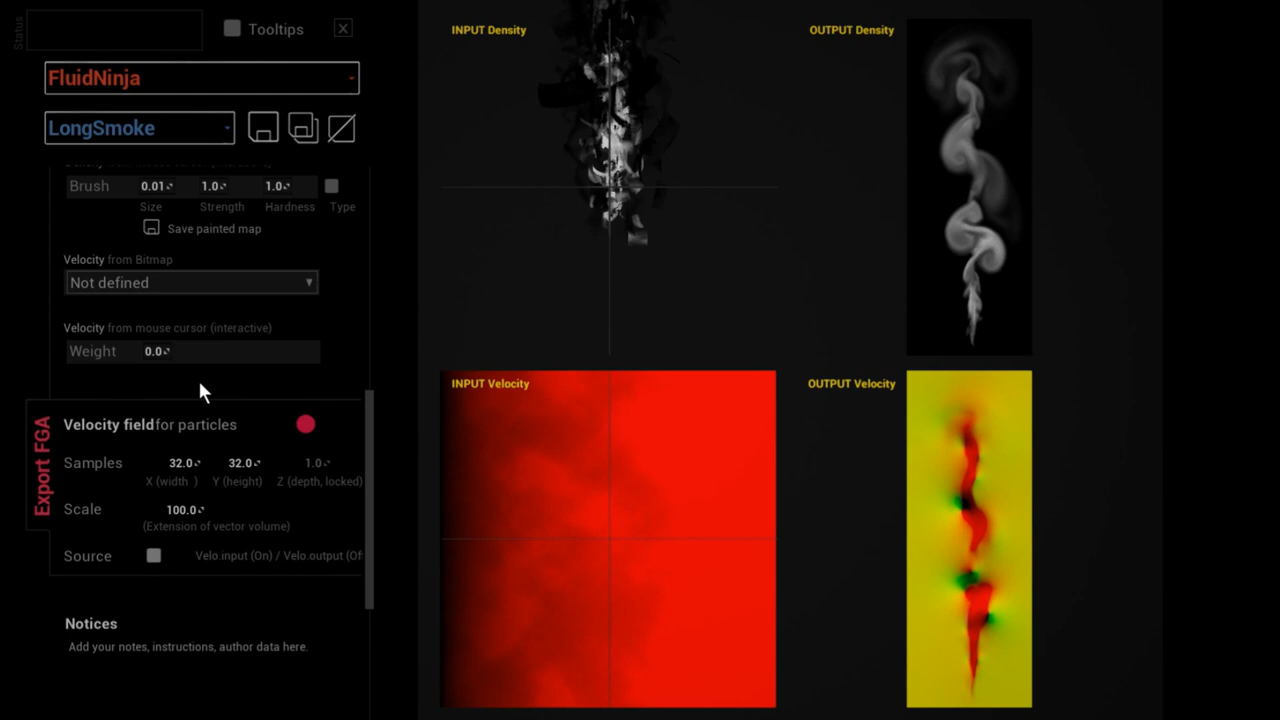 Status
Tooltips
X
FluidNinja
LongSmoke
Brush 0.01 1.0 1.0
Size Strength Hardness Type
Save painted map
Velocity from Bitmap
Not defined
Velocity from mouse cursor (interactive)
Weight 0.0
Export FGA
Velocity field for particles
Samples 32.0 32.0 1.0
X (width ) Y (height) Z (depth, locked)
Scale 100.0
(Extension of vector volume)
Source Velo.input (On) / Velo.output (Of
Notices
Add your notes, instructions, author data here.
INPUT Density
OUTPUT Density
INPUT Velocity
OUTPUT Velocity